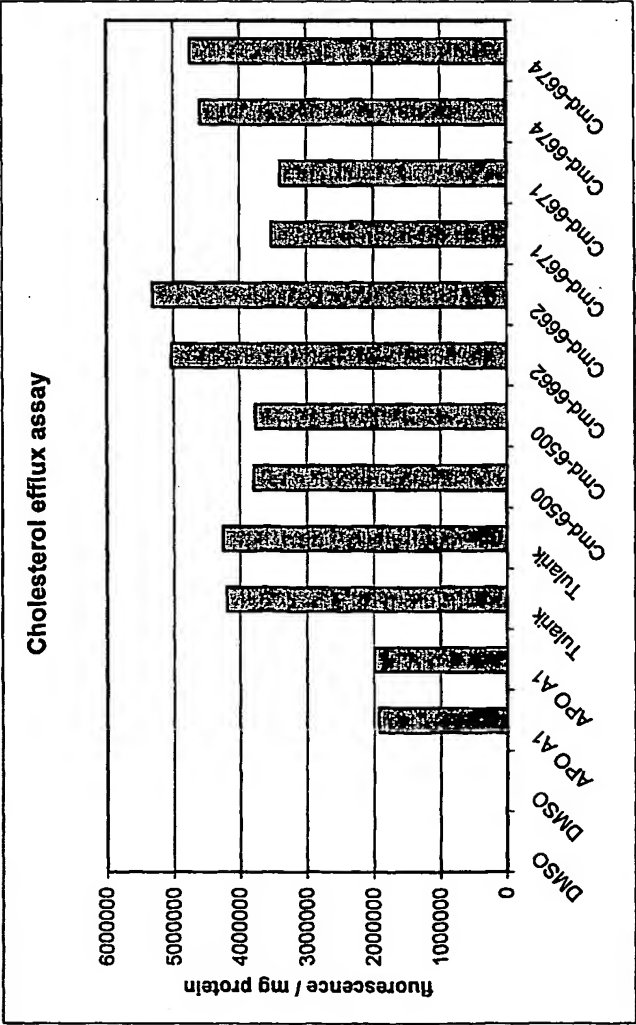 Cholesterol efflux assay
fluorescence / mg protein
6000000
5000000
4000000
3000000
2000000
1000000
0
DMSO
DMSO
APO A1
APO A1
Tularik
Tularik
Cmd-6500
Cmd-6500
Cmd-6662
Cmd-6662
Cmd-6671
Cmd-6671
Cmd-6674
Cmd-6674